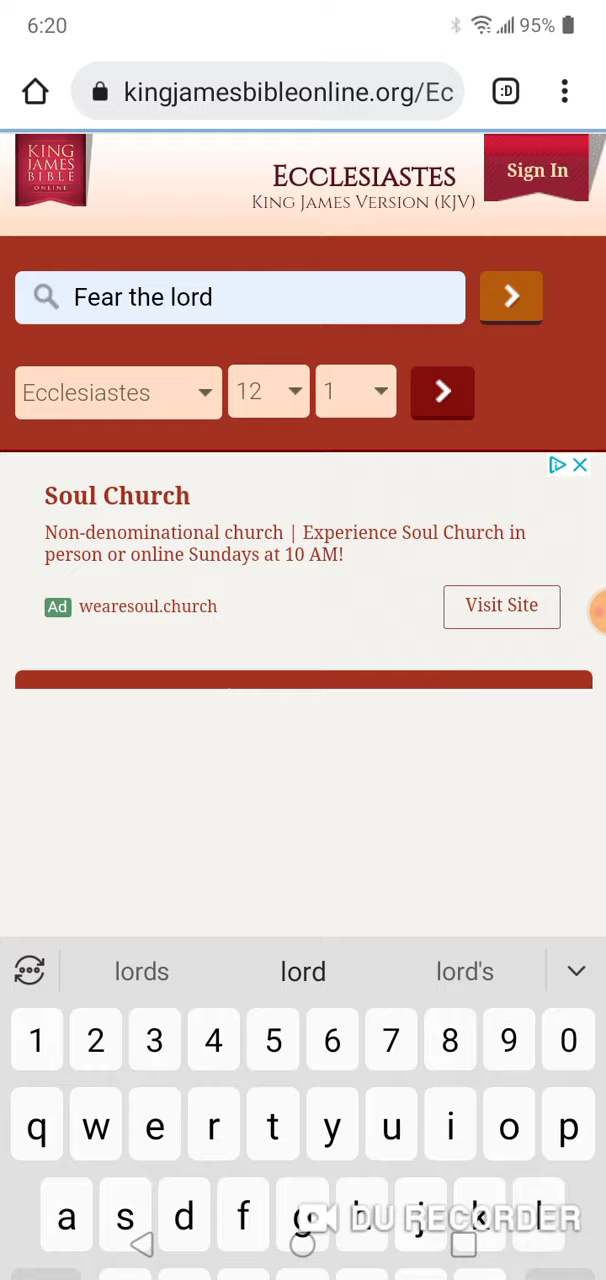 6:20 95%
kingjamesbibleonline.org/Ec :D
KING
JAMES
BIBLE
ONLINE
ECCLESIASTES
KING JAMES VERSION (KJV)
Sign In
Fear the lord
Ecclesiastes 12 1
Soul Church
Non-denominational church | Experience Soul Church in
person or online Sundays at 10 AM!
Ad wearesoul.church
Visit Site
lords lord lord's
1 2 3 4 5 6 7 8 9 0
q w e r t y u i o p
a s d f g h j k l
DU RECORDER